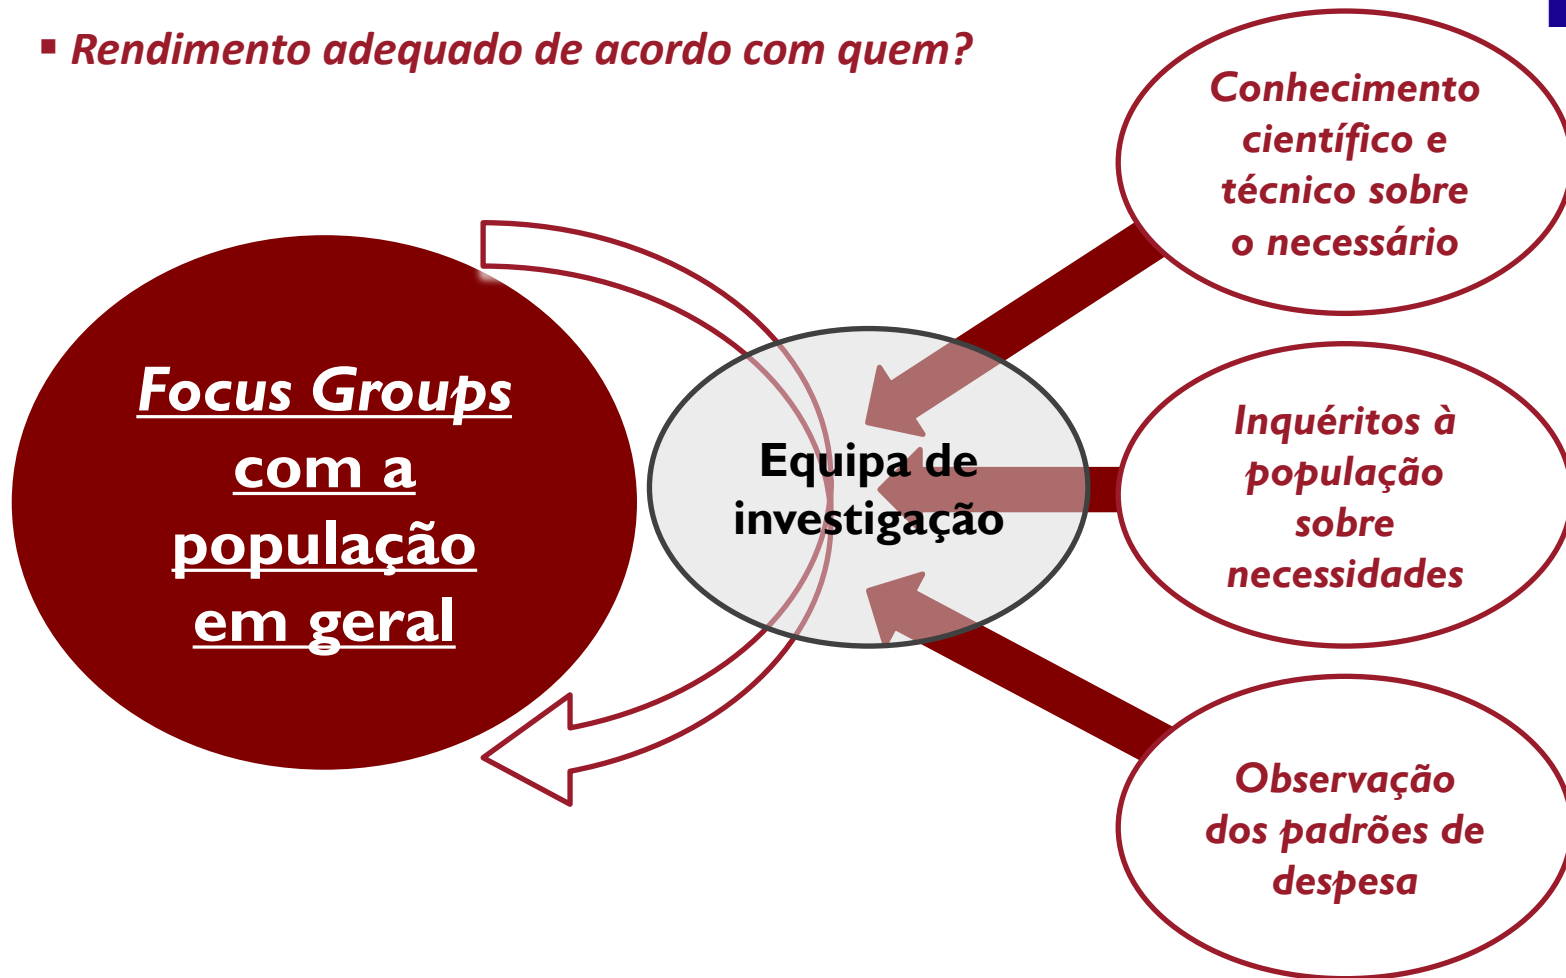 ▪ Rendimento adequado de acordo com quem?
Focus Groups
com a
população
em geral
Equipa de
investigação
Conhecimento
científico e
técnico sobre
o necessário
Inquéritos à
população
sobre
necessidades
Observação
dos padrões de
despesa